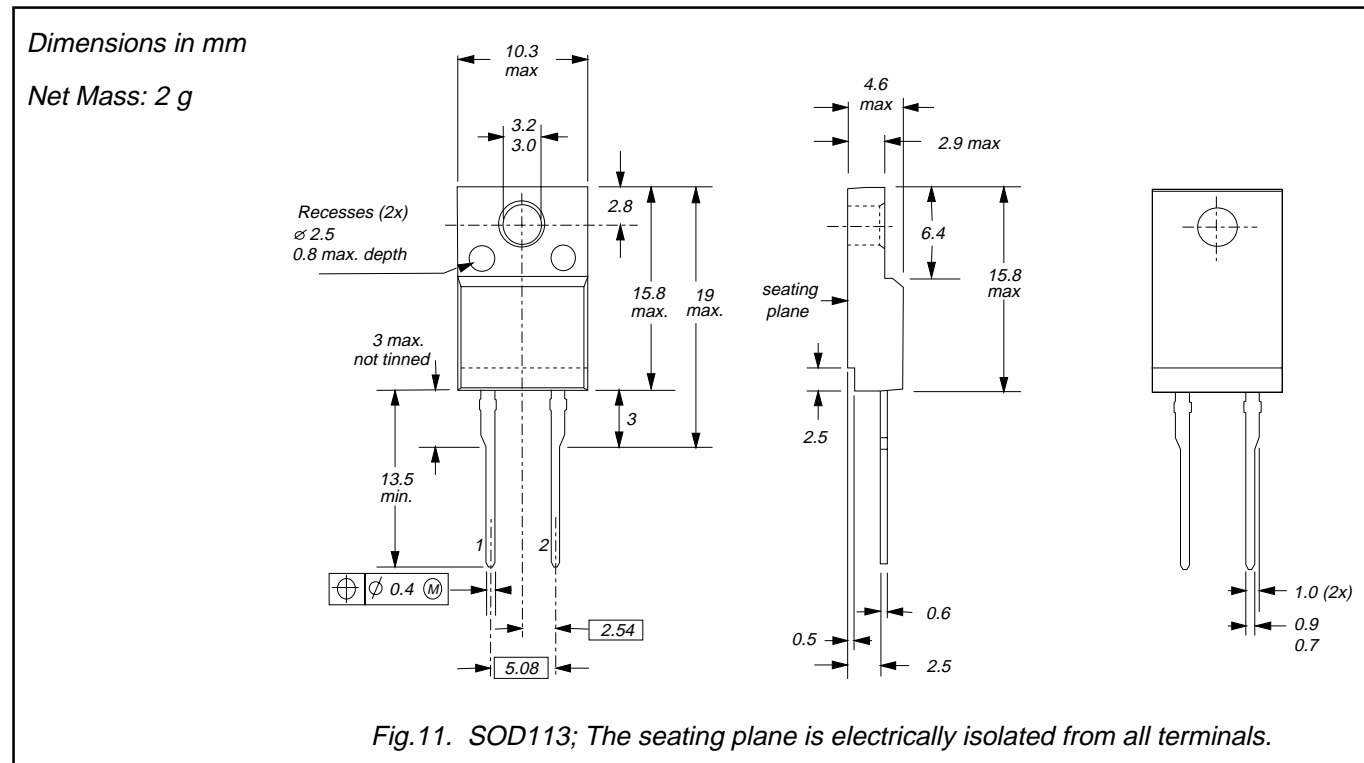 Dimensions in mm
Net Mass: 2 g
10.3
max
3.2
3.0
Recesses (2x)
⌀ 2.5
0.8 max. depth
2.8
15.8
max.
19
max.
3 max.
not tinned
3
13.5
min.
1
2
⌀ 0.4 Ⓜ
2.54
5.08
4.6
max
2.9 max
6.4
15.8
max
seating
plane
2.5
0.6
0.5
2.5
1.0 (2x)
0.9
0.7
Fig.11. SOD113; The seating plane is electrically isolated from all terminals.